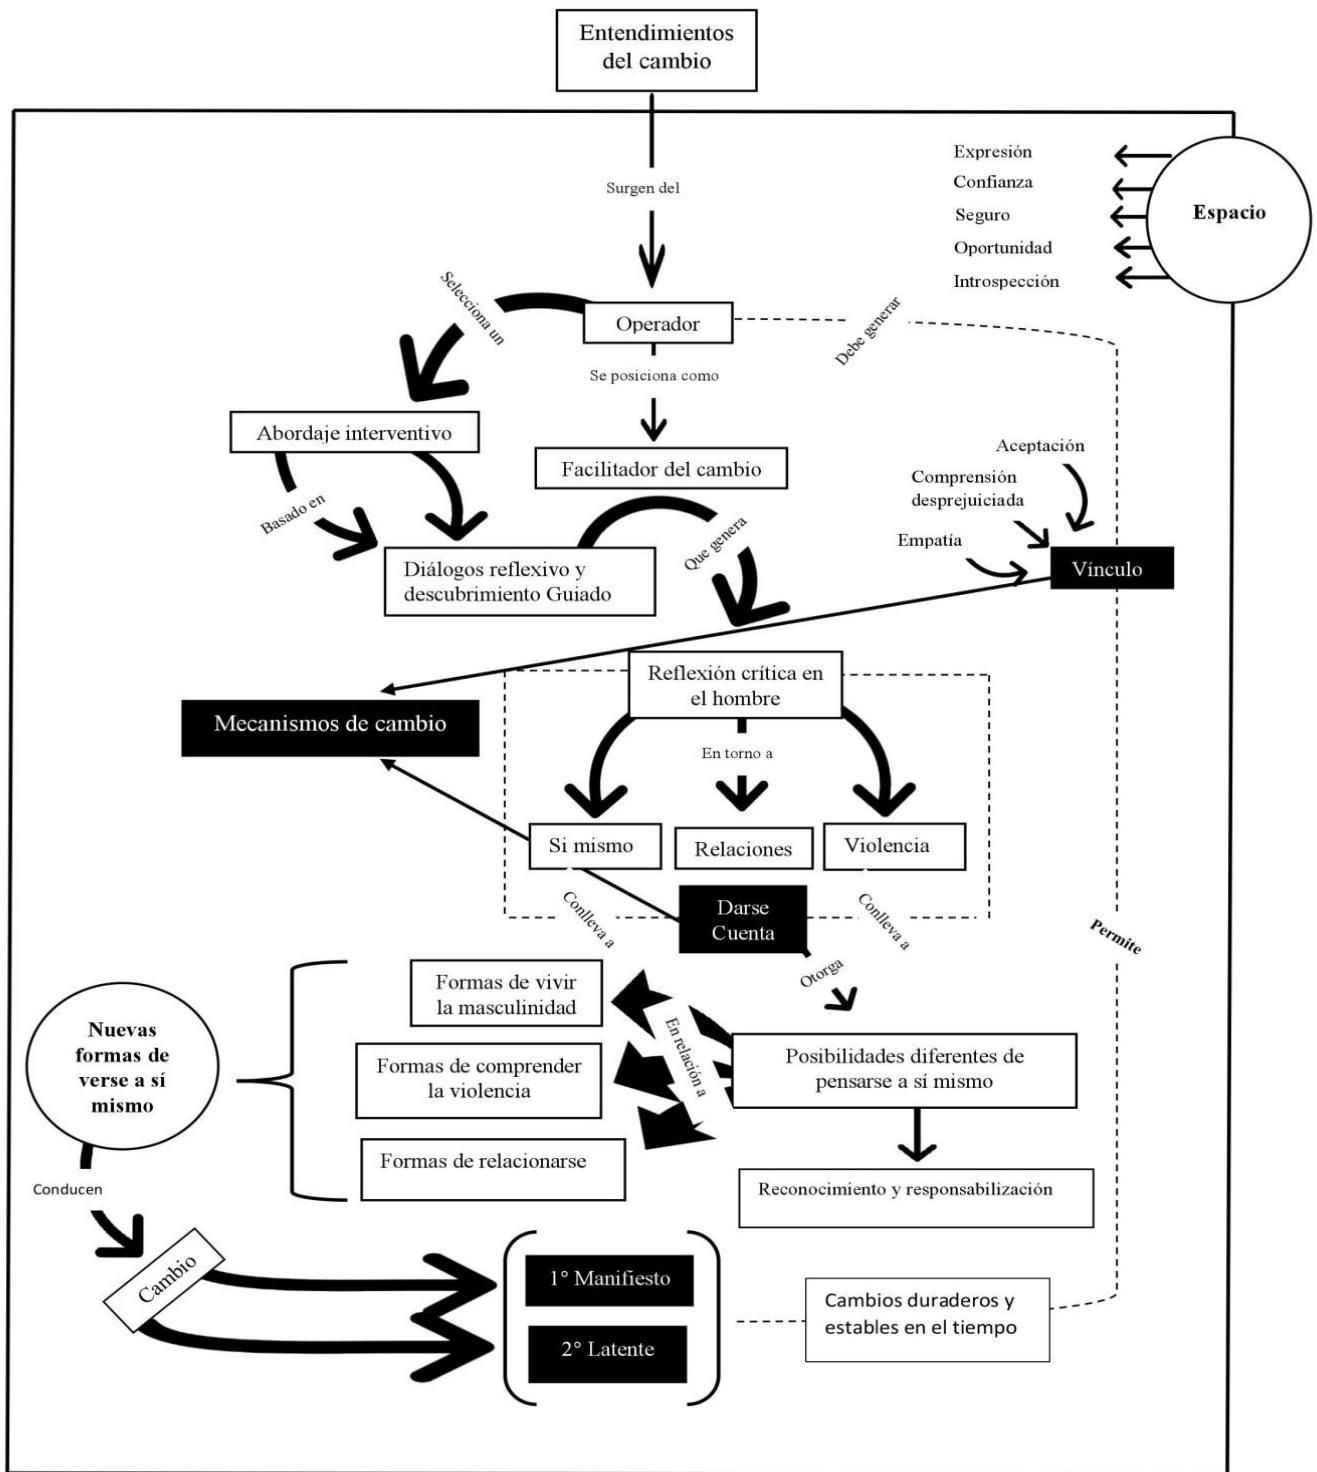 Entendimientos
del cambio
Surgen del
Expresión
Confianza
Seguro
Oportunidad
Introspección
Espacio
Selecciona un
Operador
Debe generar
Se posiciona como
Abordaje interventivo
Facilitador del cambio
Basado en
Diálogos reflexivo y
descubrimiento Guiado
Que genera
Aceptación
Comprensión
desprejuiciada
Empatía
Vínculo
Reflexión crítica en
el hombre
Mecanismos de cambio
En torno a
Si mismo
Relaciones
Violencia
Conlleva a
Darse
Cuenta
Conlleva a
Permite
Otorga
Formas de vivir
la masculinidad
Formas de comprender
la violencia
Formas de relacionarse
En relación a
Posibilidades diferentes de
pensarse a sí mismo
Reconocimiento y responsabilización
Nuevas
formas de
verse a sí
mismo
Conducen
Cambio
1° Manifiesto
2° Latente
Cambios duraderos y
estables en el tiempo